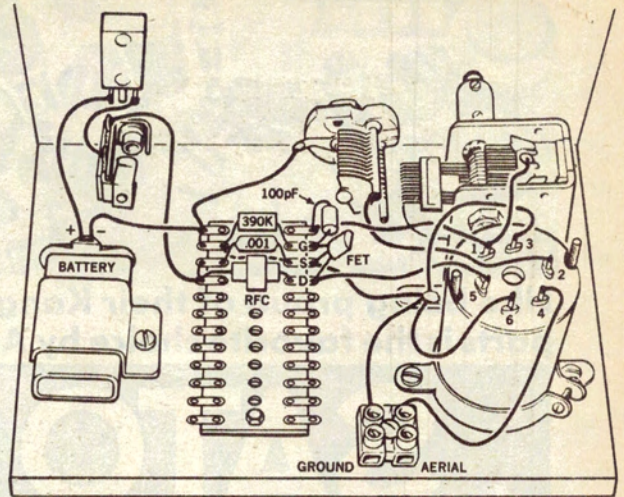 100pF
390K
.001
G
S
D
FET
RFC
+ -
BATTERY
1
3
2
5
4
6
GROUND AERIAL